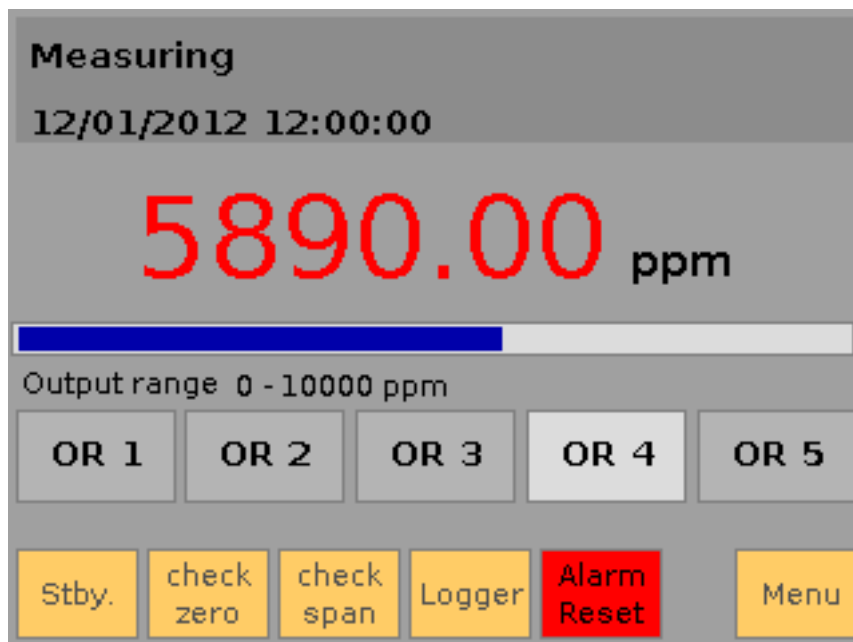 Measuring
12/01/2012 12:00:00
5890.00 ppm
Output range 0 - 10000 ppm
OR 1 OR 2 OR 3 OR 4 OR 5
Stby. check zero check span Logger Alarm Reset Menu